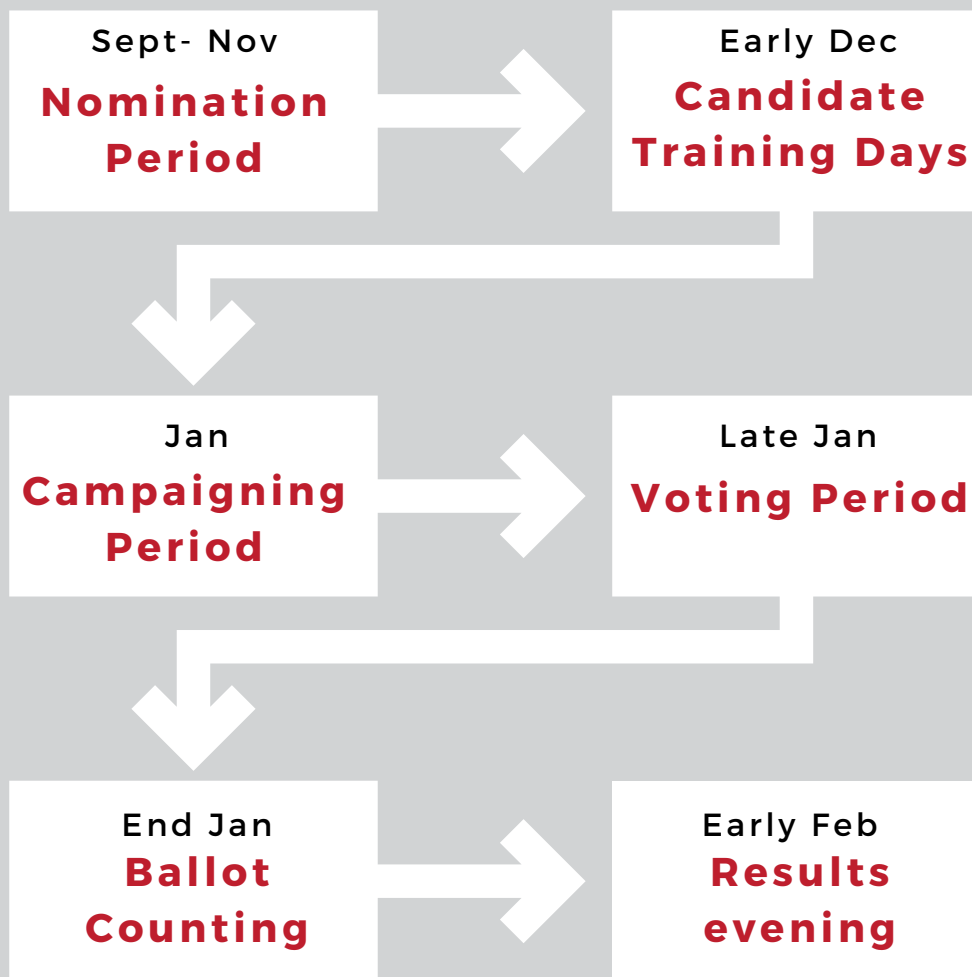 Sept- Nov
Nomination
Period
Early Dec
Candidate
Training Days
Jan
Campaigning
Period
Late Jan
Voting Period
End Jan
Ballot
Counting
Early Feb
Results
evening